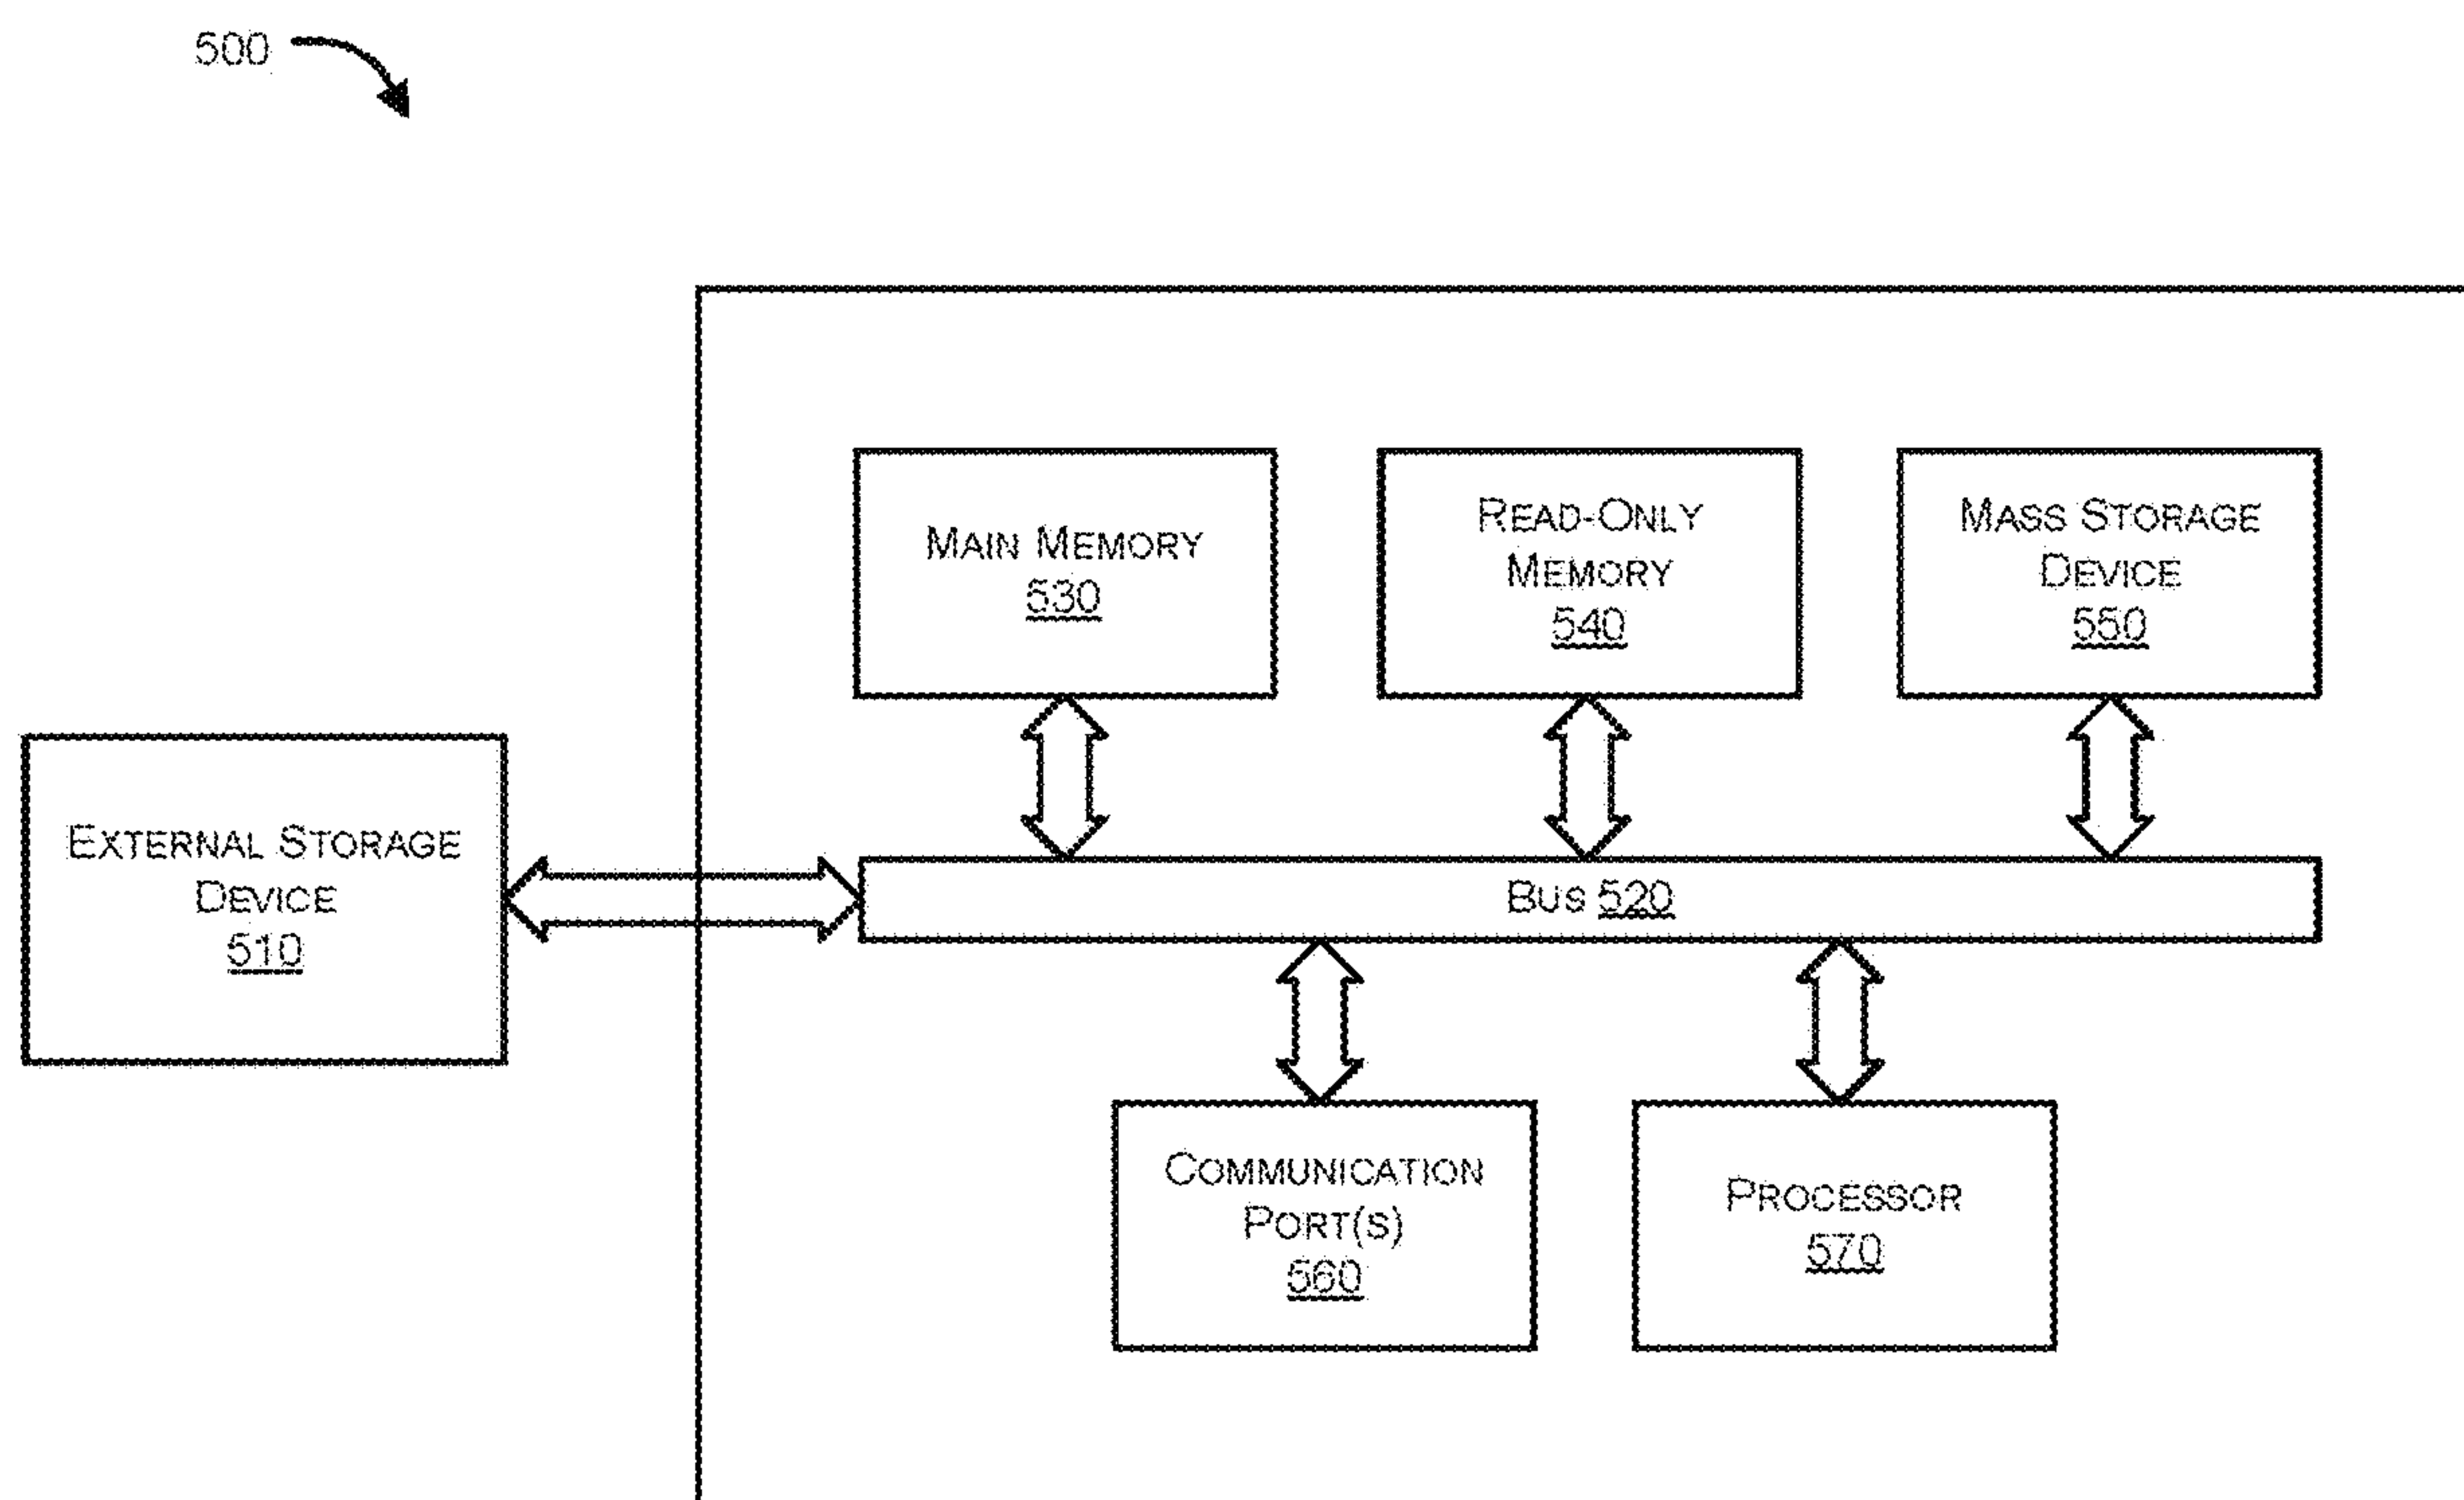 500
MAIN MEMORY
530
READ-ONLY
MEMORY
540
MASS STORAGE
DEVICE
550
EXTERNAL STORAGE
DEVICE
510
BUS 520
COMMUNICATION
PORT(S)
560
PROCESSOR
570